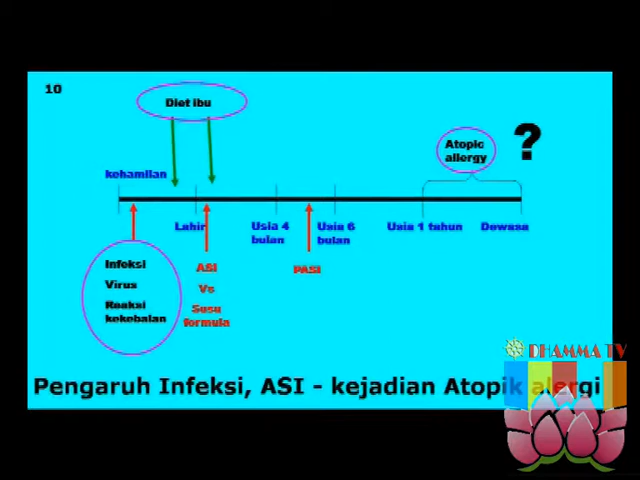 10
Diet ibu
Atopic
allergy
?
kehamilan
Lahir
Usia 4
bulan
Usia 6
bulan
Usia 1 tahun
Dewasa
Infeksi
Virus
Reaksi
kekebalan
ASI
Vs
Susu
formula
PASI
DHAMMA TV
Pengaruh Infeksi, ASI - kejadian Atopik alergi